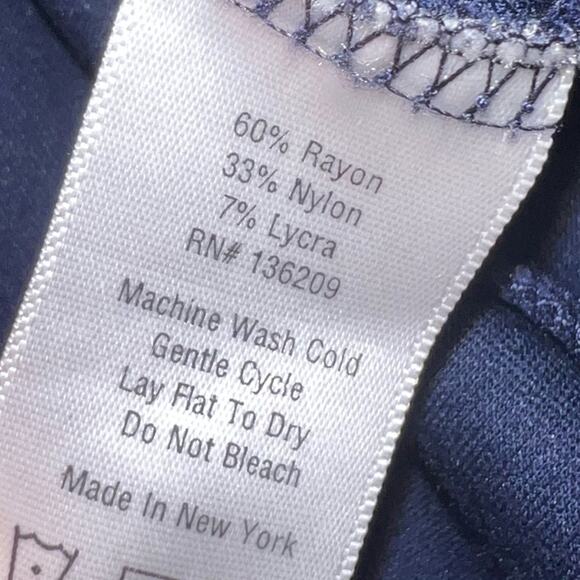 60% Rayon
33% Nylon
7% Lycra
RN# 136209
Machine Wash Cold
Gentle Cycle
Lay Flat To Dry
Do Not Bleach
Made In New York